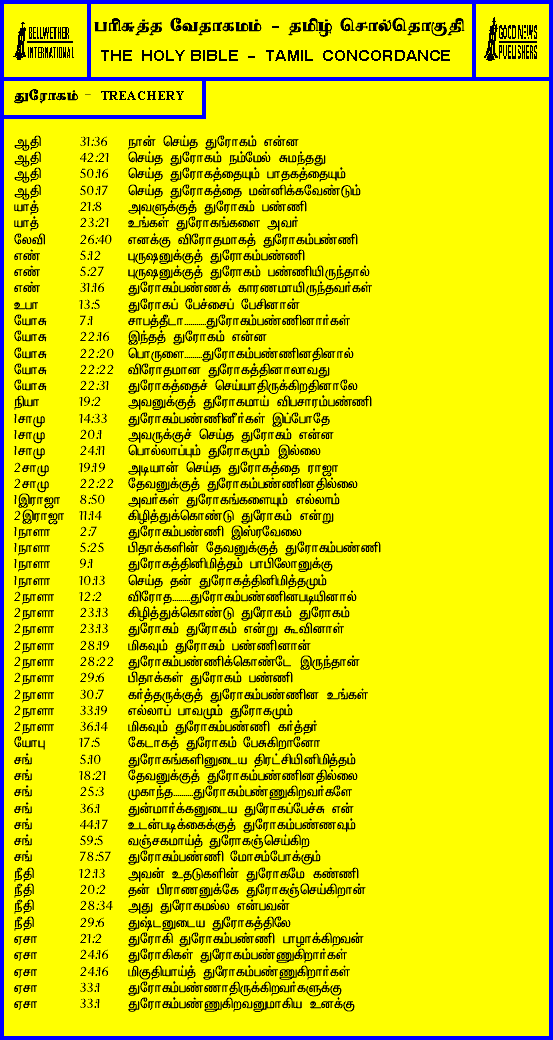 BELLWETHER
INTERNATIONAL
பரிசுத்த வேதாகமம் - தமிழ் சொல்தொகுதி
THE HOLY BIBLE - TAMIL CONCORDANCE
GOOD NEWS
PUBLISHERS
துரோகம் - TREACHERY
ஆதி 31:36 நான் செய்த துரோகம் என்ன
ஆதி 42:21 செய்த துரோகம் நம்மேல் சுமந்தது
ஆதி 50:16 செய்த துரோகத்தையும் பாதகத்தையும்
ஆதி 50:17 செய்த துரோகத்தை மன்னிக்கவேண்டும்
யாத் 21:8 அவளுக்குத் துரோகம் பண்ணி
யாத் 23:21 உங்கள் துரோகங்களை அவர்
லேவி 26:40 எனக்கு விரோதமாகத் துரோகம்பண்ணி
எண் 5:12 புருஷனுக்குத் துரோகம்பண்ணி
எண் 5:27 புருஷனுக்குத் துரோகம் பண்ணியிருந்தால்
எண் 31:16 துரோகம்பண்ணக் காரணமாயிருந்தவர்கள்
உபா 13:5 துரோகப் பேச்சைப் பேசினான்
யோசு 7:1 சாபத்தீடா..........துரோகம்பண்ணினார்கள்
யோசு 22:16 இந்தத் துரோகம் என்ன
யோசு 22:20 பொருளை........துரோகம்பண்ணினதினால்
யோசு 22:22 விரோதமான துரோகத்தினாலாவது
யோசு 22:31 துரோகத்தைச் செய்யாதிருக்கிறதினாலே
நியா 19:2 அவனுக்குத் துரோகமாய் விபசாரம்பண்ணி
1சாமு 14:33 துரோகம்பண்ணினீர்கள் இப்போதே
1சாமு 20:1 அவருக்குச் செய்த துரோகம் என்ன
1சாமு 24:11 பொல்லாப்பும் துரோகமும் இல்லை
2சாமு 19:19 அடியான் செய்த துரோகத்தை ராஜா
2சாமு 22:22 தேவனுக்குத் துரோகம்பண்ணினதில்லை
1இராஜா 8:50 அவர்கள் துரோகங்களையும் எல்லாம்
2இராஜா 11:14 கிழித்துக்கொண்டு துரோகம் என்று
1நாளா 2:7 துரோகம்பண்ணி இஸ்ரவேலை
1நாளா 5:25 பிதாக்களின் தேவனுக்குத் துரோகம்பண்ணி
1நாளா 9:1 துரோகத்தினிமித்தம் பாபிலோனுக்கு
1நாளா 10:13 செய்த தன் துரோகத்தினிமித்தமும்
2நாளா 12:2 விரோத........துரோகம்பண்ணினபடியினால்
2நாளா 23:13 கிழித்துக்கொண்டு துரோகம் துரோகம்
2நாளா 23:13 துரோகம் துரோகம் என்று கூவினாள்
2நாளா 28:19 மிகவும் துரோகம் பண்ணினான்
2நாளா 28:22 துரோகம்பண்ணிக்கொண்டே இருந்தான்
2நாளா 29:6 பிதாக்கள் துரோகம் பண்ணி
2நாளா 30:7 கர்த்தருக்குத் துரோகம்பண்ணின உங்கள்
2நாளா 33:19 எல்லாப் பாவமும் துரோகமும்
2நாளா 36:14 மிகவும் துரோகம்பண்ணி கர்த்தர்
யோபு 17:5 கேடாகத் துரோகம் பேசுகிறானோ
சங் 5:10 துரோகங்களினுடைய திரட்சியினிமித்தம்
சங் 18:21 தேவனுக்குத் துரோகம்பண்ணினதில்லை
சங் 25:3 முகாந்த.........துரோகம்பண்ணுகிறவர்களே
சங் 36:1 துன்மார்க்கனுடைய துரோகப்பேச்சு என்
சங் 44:17 உடன்படிக்கைக்குத் துரோகம்பண்ணவும்
சங் 59:5 வஞ்சகமாய்த் துரோகஞ்செய்கிற
சங் 78:57 துரோகம்பண்ணி மோசம்போக்கும்
நீதி 12:13 அவன் உதடுகளின் துரோகமே கண்ணி
நீதி 20:2 தன் பிராணனுக்கே துரோகஞ்செய்கிறான்
நீதி 28:34 அது துரோகமல்ல என்பவன்
நீதி 29:6 துஷ்டனுடைய துரோகத்திலே
ஏசா 21:2 துரோகி துரோகம்பண்ணி பாழாக்கிறவன்
ஏசா 24:16 துரோகிகள் துரோகம்பண்ணுகிறார்கள்
ஏசா 24:16 மிகுதியாய்த் துரோகம்பண்ணுகிறார்கள்
ஏசா 33:1 துரோகம்பண்ணாதிருக்கிறவர்களுக்கு
ஏசா 33:1 துரோகம்பண்ணுகிறவனுமாகிய உனக்கு